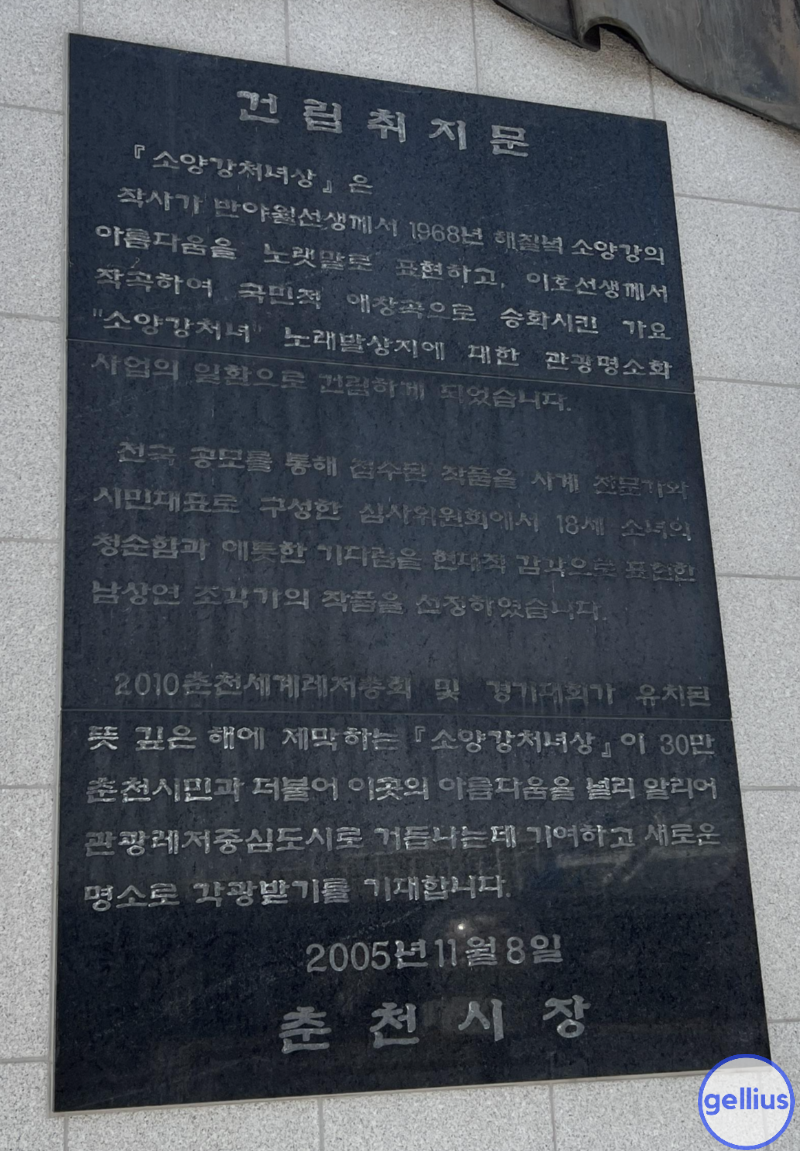 건립취지문
『소양강처녀상』은
작사가 반야월선생께서 1968년 해질녘 소양강의
아름다움을 노랫말로 표현하고, 이호선생께서
작곡하여 국민적 애창곡으로 승화시킨 가요
"소양강처녀" 노래발상지에 대한 관광명소화
사업의 일환으로 건립하게 되었습니다.
전국 공모를 통해 접수된 작품을 사계 전문가와
시민대표로 구성한 심사위원회에서 18세 소녀의
청순함과 애틋한 기다림을 현대적 감각으로 표현한
남상연 조각가의 작품을 선정하였습니다.
2010춘천세계레저총회 및 경기대회가 유치된
뜻 깊은 해에 제막하는『소양강처녀상』이 30만
춘천시민과 더불어 이곳의 아름다움을 널리 알리어
관광레저중심도시로 거듭나는데 기여하고 새로운
명소로 각광받기를 기대합니다.
2005년11월8일
춘천시장
gellius